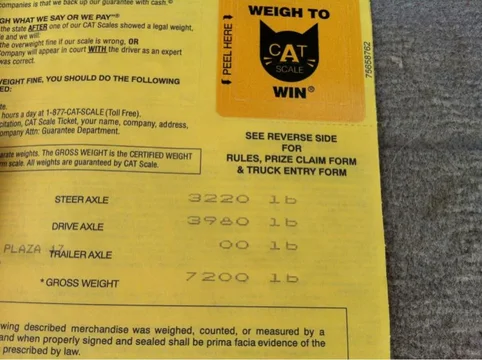 companies is that we back up our guarantee with cash.®
GH WHAT WE SAY OR WE PAY"®
the state AFTER one of our CAT Scales showed a legal weight,
e and we will:
the overweight fine if our scale is wrong, OR
Company will appear in court WITH the driver as an expert
was correct.
WEIGHT FINE, YOU SHOULD DO THE FOLLOWING
ED:
te.
hours a day at 1-877-CAT-SCALE (Toll Free).
citation, CAT Scale Ticket, your name, company, address,
ompany Attn: Guarantee Department.
arate weights. The GROSS WEIGHT is the CERTIFIED WEIGHT
m scale. All weights are guaranteed by CAT Scale.
WEIGH TO
PEEL HERE
CAT
SCALE
WIN®
75658762
SEE REVERSE SIDE
FOR
RULES, PRIZE CLAIM FORM
& TRUCK ENTRY FORM
STEER AXLE 3220 lb
DRIVE AXLE 3980 lb
PLAZA 17
TRAILER AXLE 00 lb
*GROSS WEIGHT 7200 lb
wing described merchandise was weighed, counted, or measured by a
and when properly signed and sealed shall be prima facia evidence of the
prescribed by law.